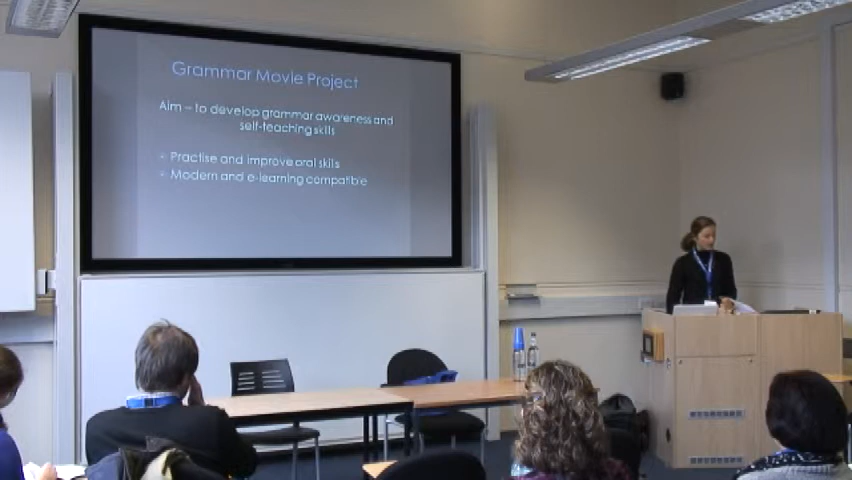 Grammar Movie Project
Aim – to develop grammar awareness and
self-teaching skills
Practise and improve oral skills
Modern and e-learning compatible